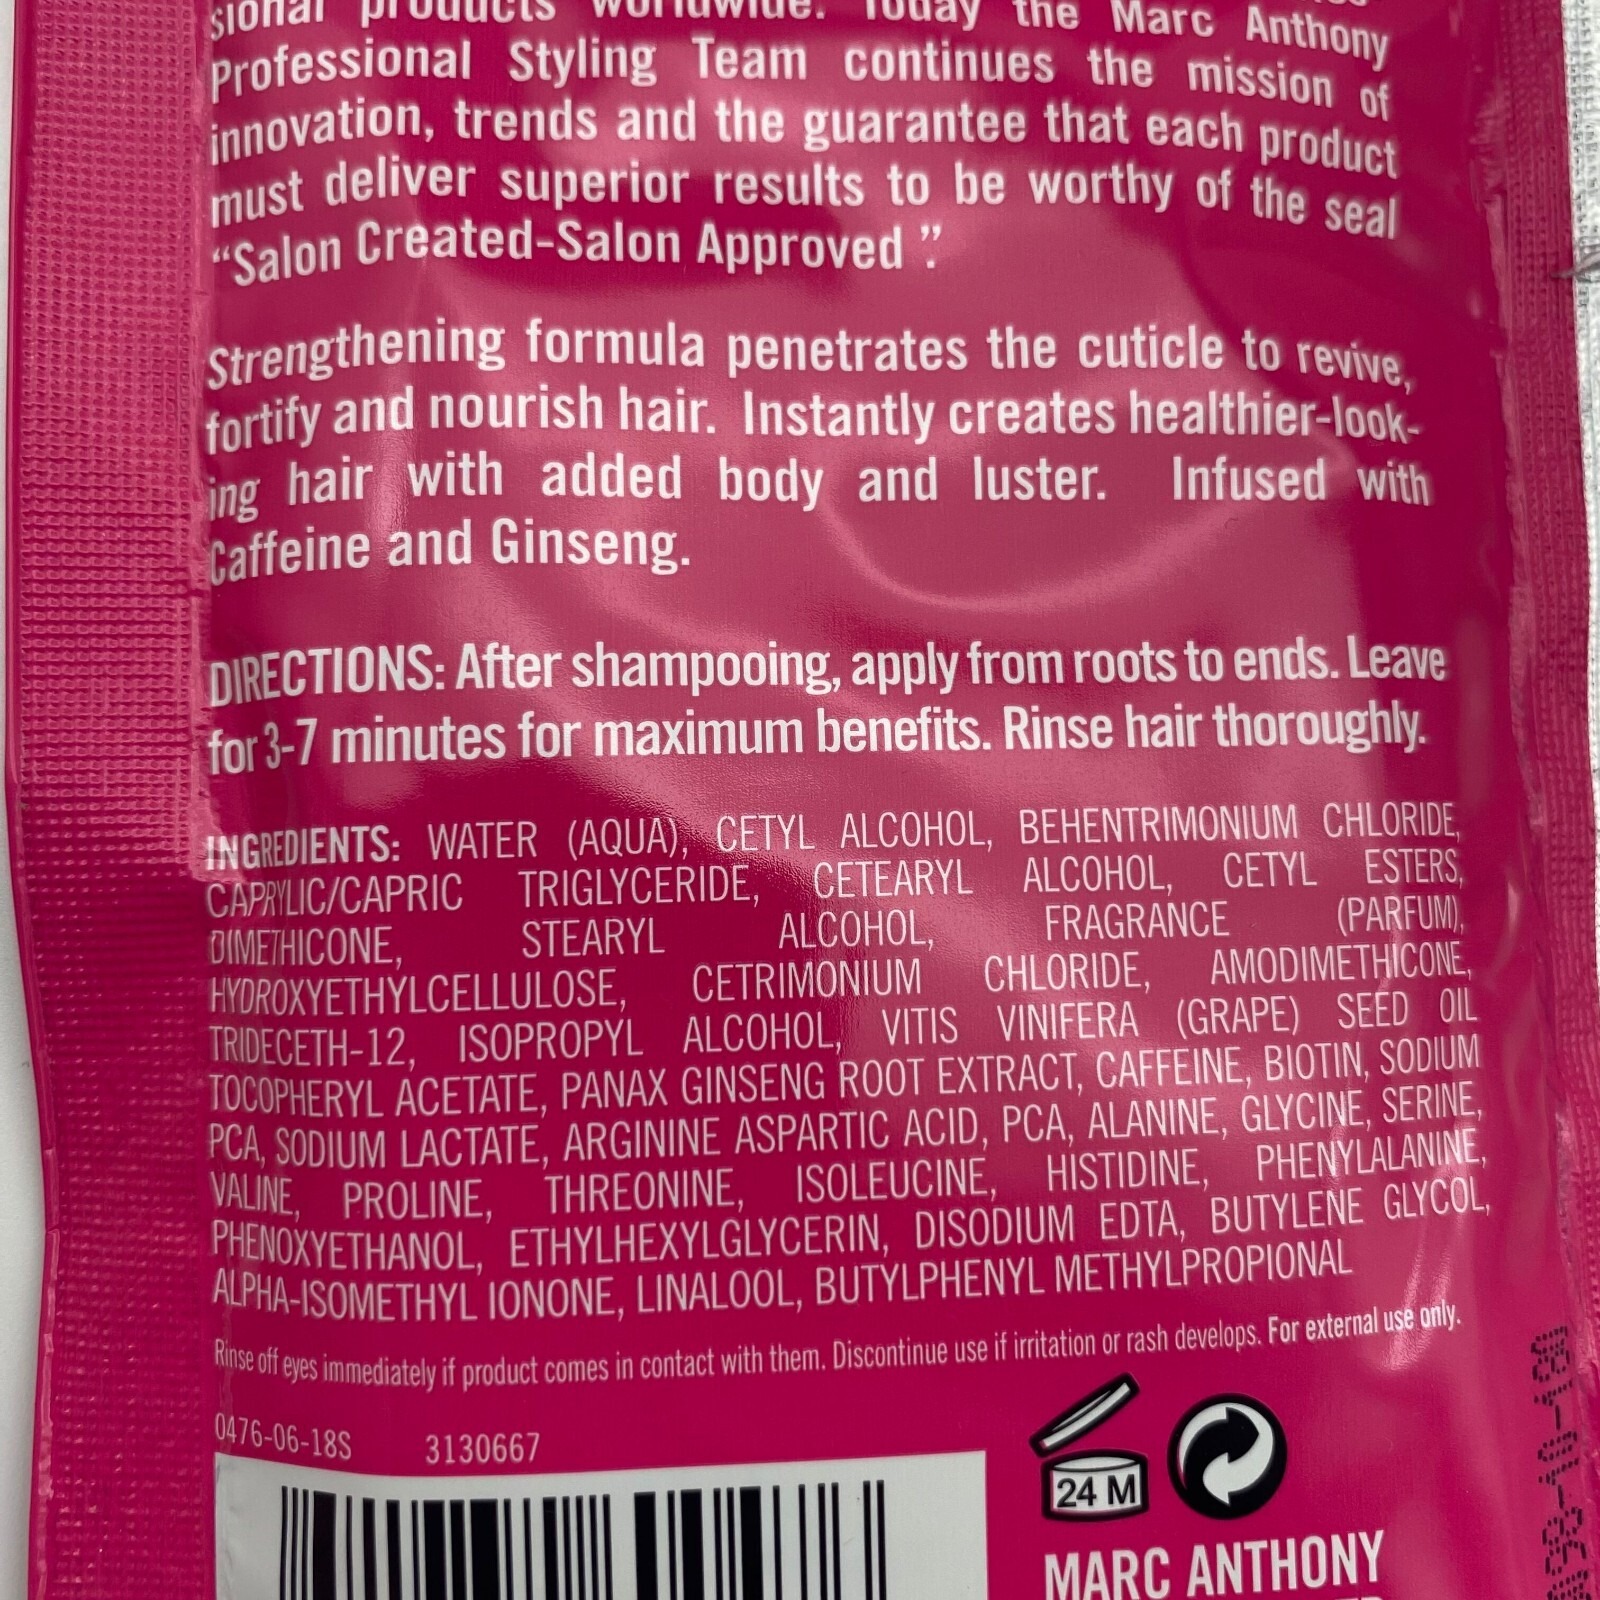 sional products worldwide. Today the Marc Anthony
Professional Styling Team continues the mission of
innovation, trends and the guarantee that each product
must deliver superior results to be worthy of the seal
“Salon Created-Salon Approved ”.
Strengthening formula penetrates the cuticle to revive,
fortify and nourish hair. Instantly creates healthier-look-
ing hair with added body and luster. Infused with
Caffeine and Ginseng.
DIRECTIONS: After shampooing, apply from roots to ends. Leave
for 3-7 minutes for maximum benefits. Rinse hair thoroughly.
INGREDIENTS: WATER (AQUA), CETYL ALCOHOL, BEHENTRIMONIUM CHLORIDE,
CAPRYLIC/CAPRIC TRIGLYCERIDE, CETEARYL ALCOHOL, CETYL ESTERS,
DIMETHICONE, STEARYL ALCOHOL, FRAGRANCE (PARFUM),
HYDROXYETHYLCELLULOSE, CETRIMONIUM CHLORIDE, AMODIMETHICONE,
TRIDECETH-12, ISOPROPYL ALCOHOL, VITIS VINIFERA (GRAPE) SEED OIL
TOCOPHERYL ACETATE, PANAX GINSENG ROOT EXTRACT, CAFFEINE, BIOTIN, SODIUM
PCA, SODIUM LACTATE, ARGININE ASPARTIC ACID, PCA, ALANINE, GLYCINE, SERINE,
VALINE, PROLINE, THREONINE, ISOLEUCINE, HISTIDINE, PHENYLALANINE,
PHENOXYETHANOL, ETHYLHEXYLGLYCERIN, DISODIUM EDTA, BUTYLENE GLYCOL,
ALPHA-ISOMETHYL IONONE, LINALOOL, BUTYLPHENYL METHYLPROPIONAL
Rinse off eyes immediately if product comes in contact with them. Discontinue use if irritation or rash develops. For external use only.
0476-06-18S 3130667
24 M
MARC ANTHONY